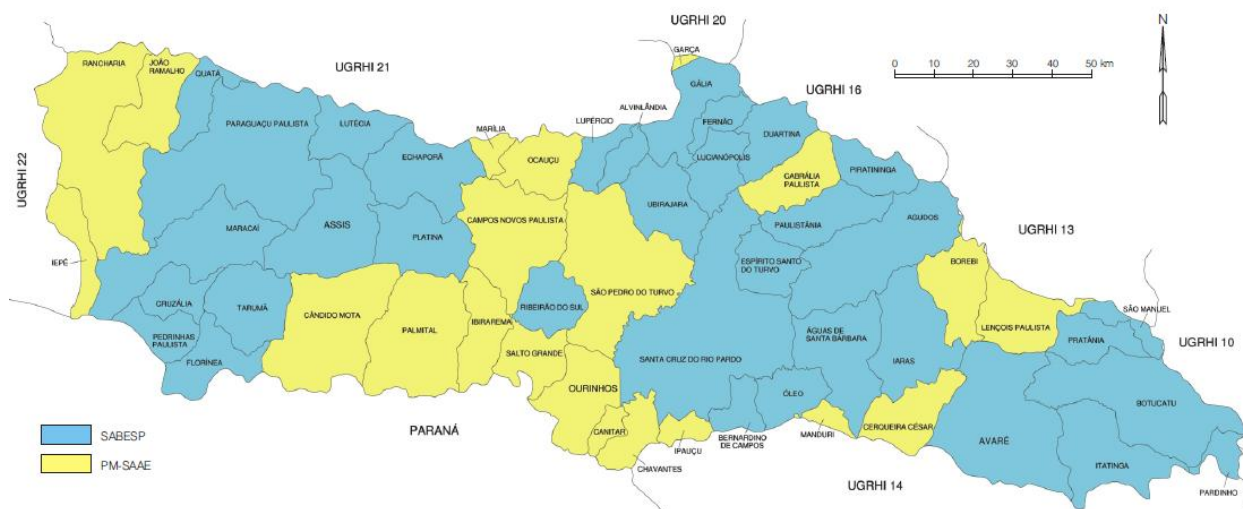 UGRHI 20
N
GARÇA
RANCHARIA
JOÃO
RAMALHO
UGRHI 21
QUATÁ
0 10 20 30 40 50 km
GÁLIA
UGRHI 16
ALVINLÂNDIA
LUPÉRCIO
FERNÃO
DUARTINA
PARAGUAÇU PAULISTA
LUTÉCIA
MARÍLIA
OCAUÇU
ECHAPORÃ
LUCIANÓPOLIS
CABRÁLIA
PAULISTA
PIRATININGA
UGRHI 22
UBIRAJARA
CAMPOS NOVOS PAULISTA
PAULISTÂNIA
AGUDOS
MARACAÍ
ASSIS
PLATINA
UGRHI 13
ESPÍRITO SANTO
DO TURVO
BOREBI
IEPÊ
SÃO PEDRO DO TURVO
CRUZÁLIA
TARUMÃ
RIBEIRÃO DO SUL
SÃO MANUEL
CÂNDIDO MOTA
PALMITAL
IBIRAREMA
LENÇOIS PAULISTA
PEDRINHAS
PAULISTA
ÁGUAS DE
SANTA BÁRBARA
PRATÂNIA
UGRHI 10
SALTO GRANDE
SANTA CRUZ DO RIO PARDO
IARAS
FLORÍNEA
OURINHOS
ÓLEO
BOTUCATU
CANITAR
CERQUEIRA CÉSAR
PARANÁ
IPAUÇU
BERNARDINO
DE CAMPOS
MANDURI
AVARÉ
SABESP
PM-SAAE
CHAVANTES
ITATINGA
UGRHI 14
PARDINHO